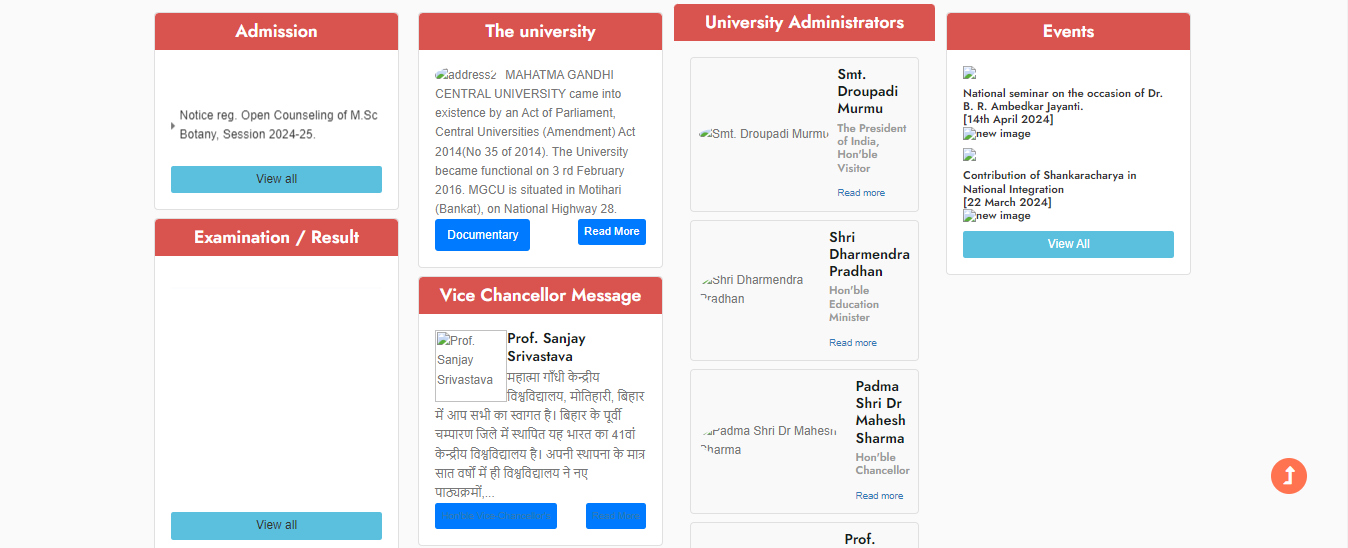 Admission
Notice reg. Open Counseling of M.Sc
Botany, Session 2024-25.
View all
Examination / Result
View all
The university
address2 MAHATMA GANDHI
CENTRAL UNIVERSITY came into
existence by an Act of Parliament,
Central Universities (Amendment) Act
2014(No 35 of 2014). The University
became functional on 3 rd February
2016. MGCU is situated in Motihari
(Bankat), on National Highway 28.
Documentary
Read More
Vice Chancellor Message
Prof.
Sanjay
Srivastava
Prof. Sanjay
Srivastava
महात्मा गाँधी केन्द्रीय
विश्वविद्यालय, मोतिहारी, बिहार
में आप सभी का स्वागत है। बिहार के पूर्वी
चम्पारण जिले में स्थापित यह भारत का 41वां
केन्द्रीय विश्वविद्यालय है। अपनी स्थापना के मात्र
सात वर्षों में ही विश्वविद्यालय ने नए
पाठ्यक्रमों,...
Read More
University Administrators
Smt. Droupadi Murmu
Smt.
Droupadi
Murmu
The President
of India,
Hon'ble
Visitor
Read more
Shri Dharmendra
Pradhan
Shri
Dharmendra
Pradhan
Hon'ble
Education
Minister
Read more
Padma Shri Dr Mahesh
Sharma
Padma
Shri Dr
Mahesh
Sharma
Hon'ble
Chancellor
Read more
Prof.
Events
National seminar on the occasion of Dr.
B. R. Ambedkar Jayanti.
[14th April 2024]
new image
Contribution of Shankaracharya in
National Integration
[22 March 2024]
new image
View All